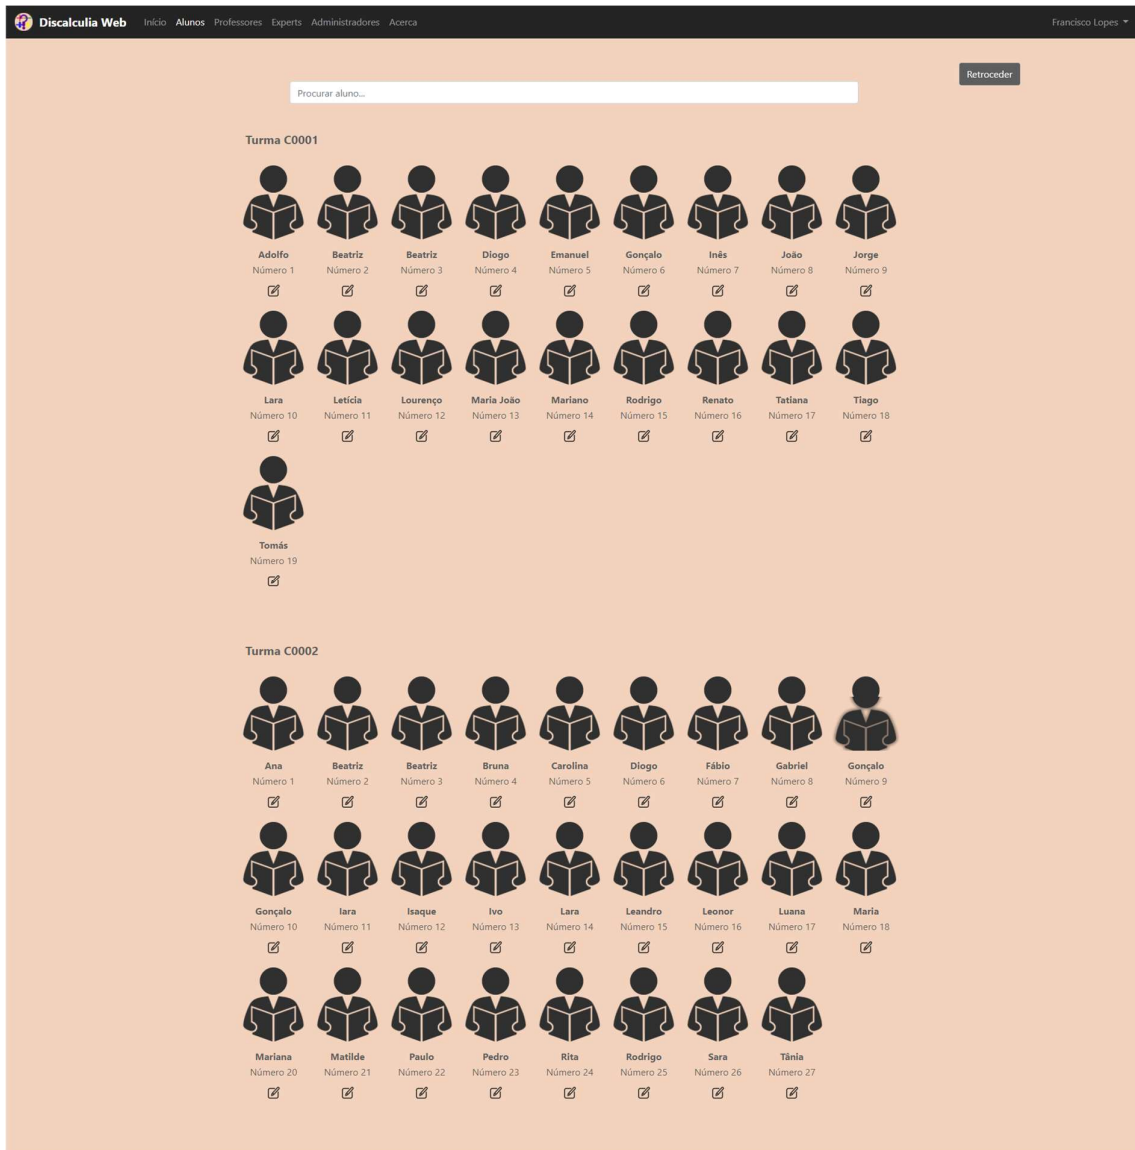 Discalculia Web Início Alunos Professores Experts Administradores Acerca Francisco Lopes
Retroceder
Procurar aluno...
Turma C0001
Adolfo Beatriz Beatriz Diogo Emanuel Gonçalo Inês João Jorge
Número 1 Número 2 Número 3 Número 4 Número 5 Número 6 Número 7 Número 8 Número 9
Lara Letícia Lourenço Maria João Mariano Rodrigo Renato Tatiana Tiago
Número 10 Número 11 Número 12 Número 13 Número 14 Número 15 Número 16 Número 17 Número 18
Tomás
Número 19
Turma C0002
Ana Beatriz Beatriz Bruna Carolina Diogo Fábio Gabriel Gonçalo
Número 1 Número 2 Número 3 Número 4 Número 5 Número 6 Número 7 Número 8 Número 9
Gonçalo Iara Isaque Ivo Lara Leandro Leonor Luana Maria
Número 10 Número 11 Número 12 Número 13 Número 14 Número 15 Número 16 Número 17 Número 18
Mariana Matilde Paulo Pedro Rita Rodrigo Sara Tânia
Número 20 Número 21 Número 22 Número 23 Número 24 Número 25 Número 26 Número 27